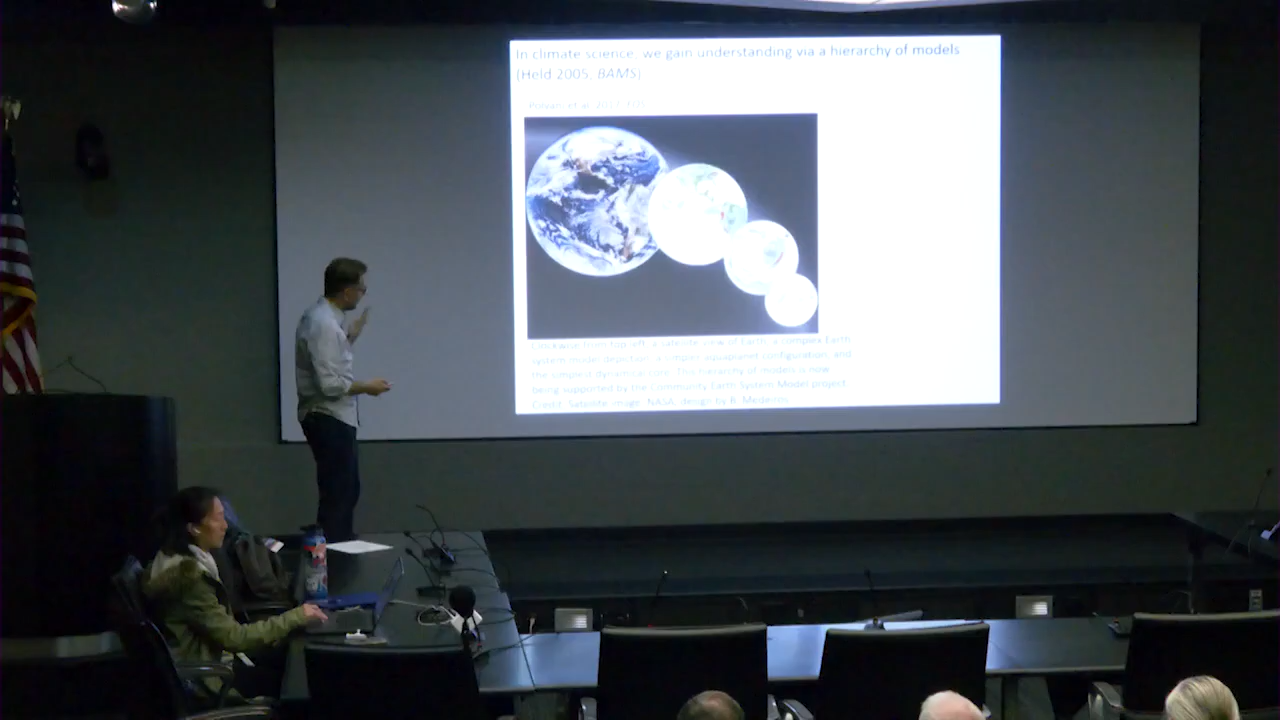 In climate science, we gain understanding via a hierarchy of models
(Held 2005, BAMS)
Polvani et al. 2017, EOS
Clockwise from top left, a satellite view of Earth, a complex Earth
system model depiction, a simpler aquaplanet configuration, and
the simplest dynamical core. This hierarchy of models is now
being supported by the Community Earth System Model project.
Credit: Satellite image: NASA; design by B. Medeiros